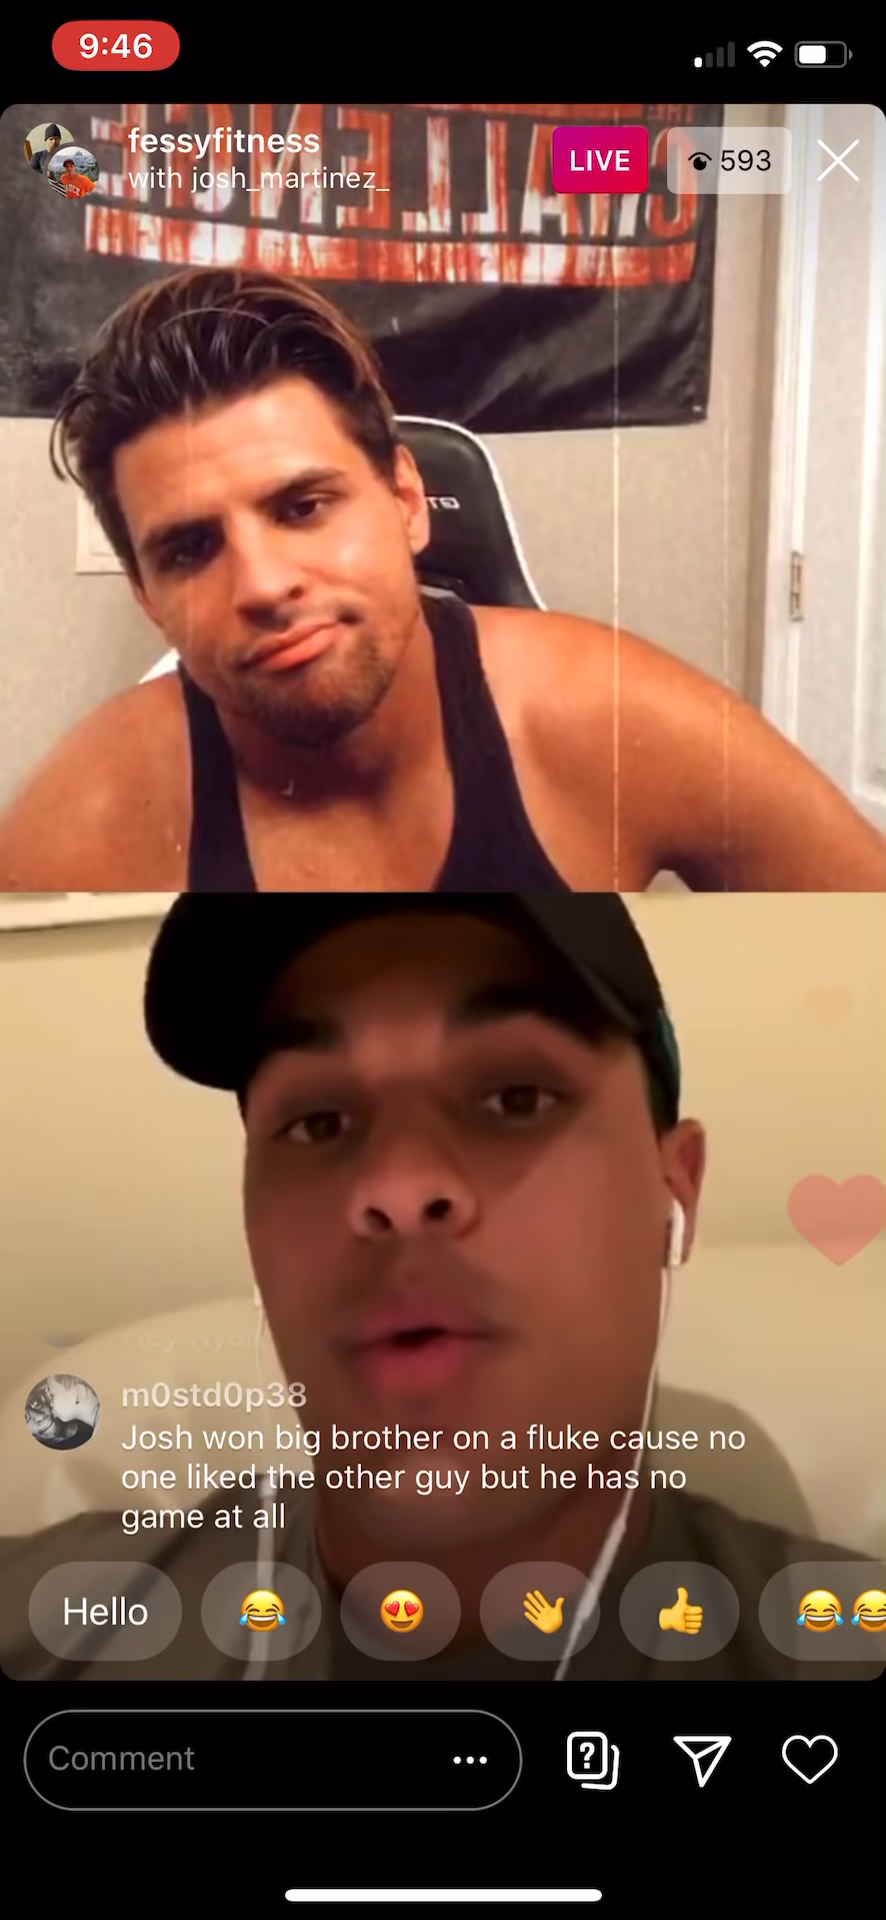 9:46
fessyfitness
with josh_martinez_
LIVE
593
m0std0p38
Josh won big brother on a fluke cause no
one liked the other guy but he has no
game at all
Hello
Comment